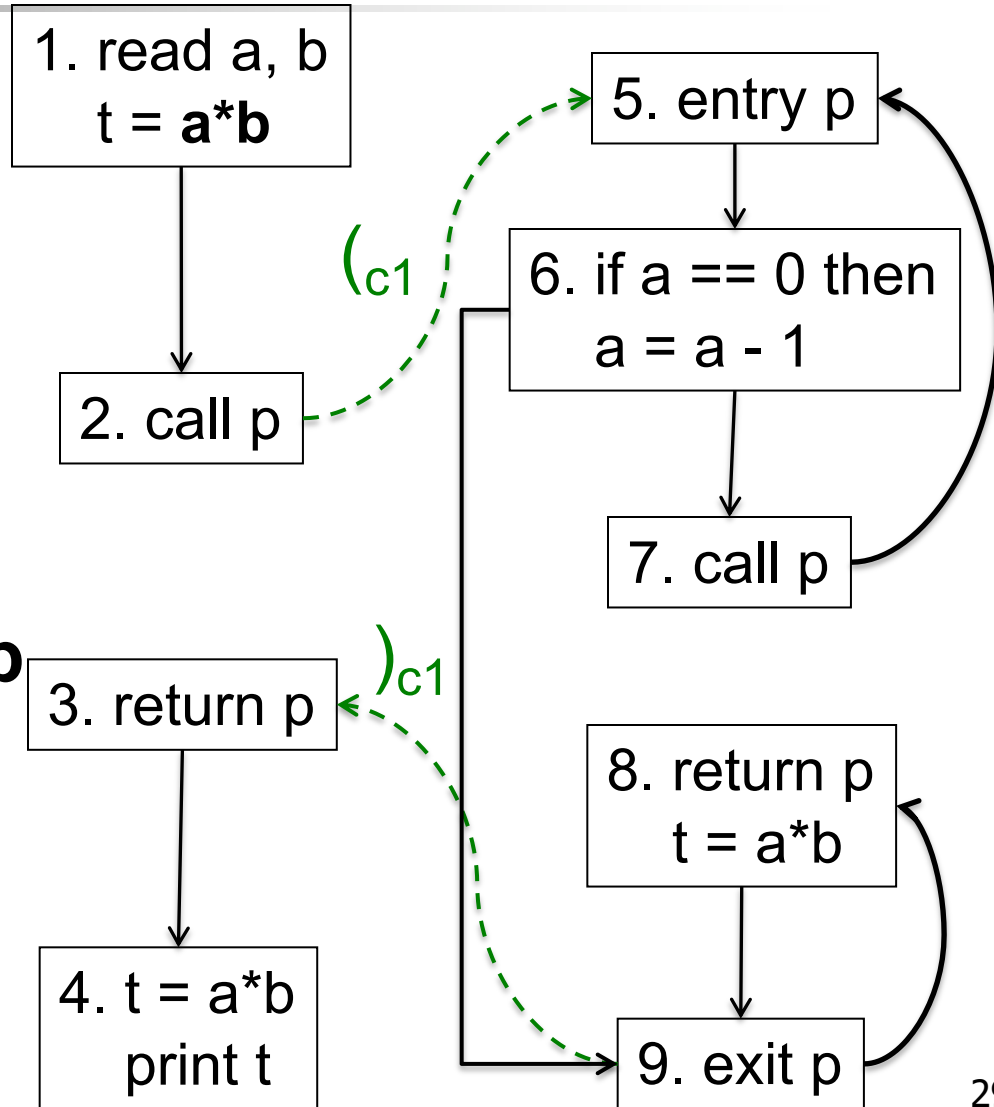 1. read a, b
t = a*b
2. call p
(c1
5. entry p
6. if a == 0 then
a = a - 1
7. call p
p
3. return p
)c1
4. t = a*b
print t
8. return p
t = a*b
9. exit p